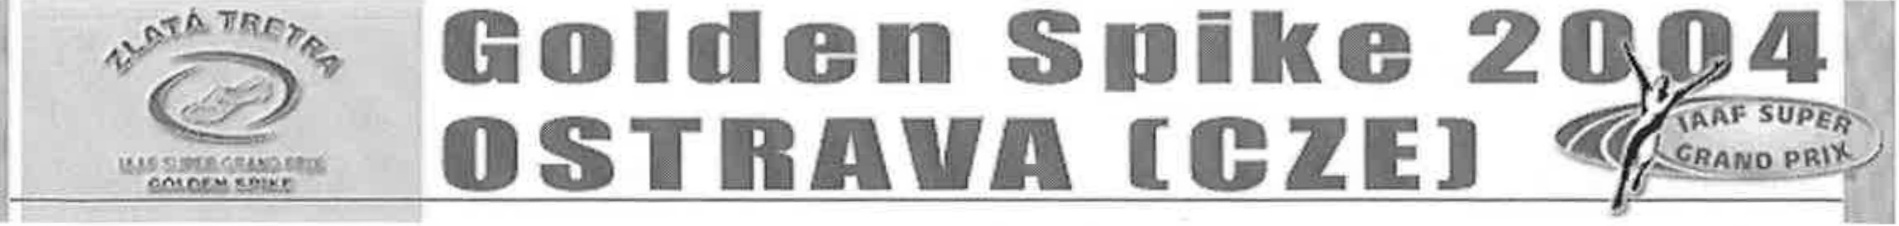 ZLATÁ TRETRA
IAAF SUPER GRAND PRIX
GOLDEN SPIKE
Golden Spike 2004
OSTRAVA (CZE)
IAAF SUPER
GRAND PRIX